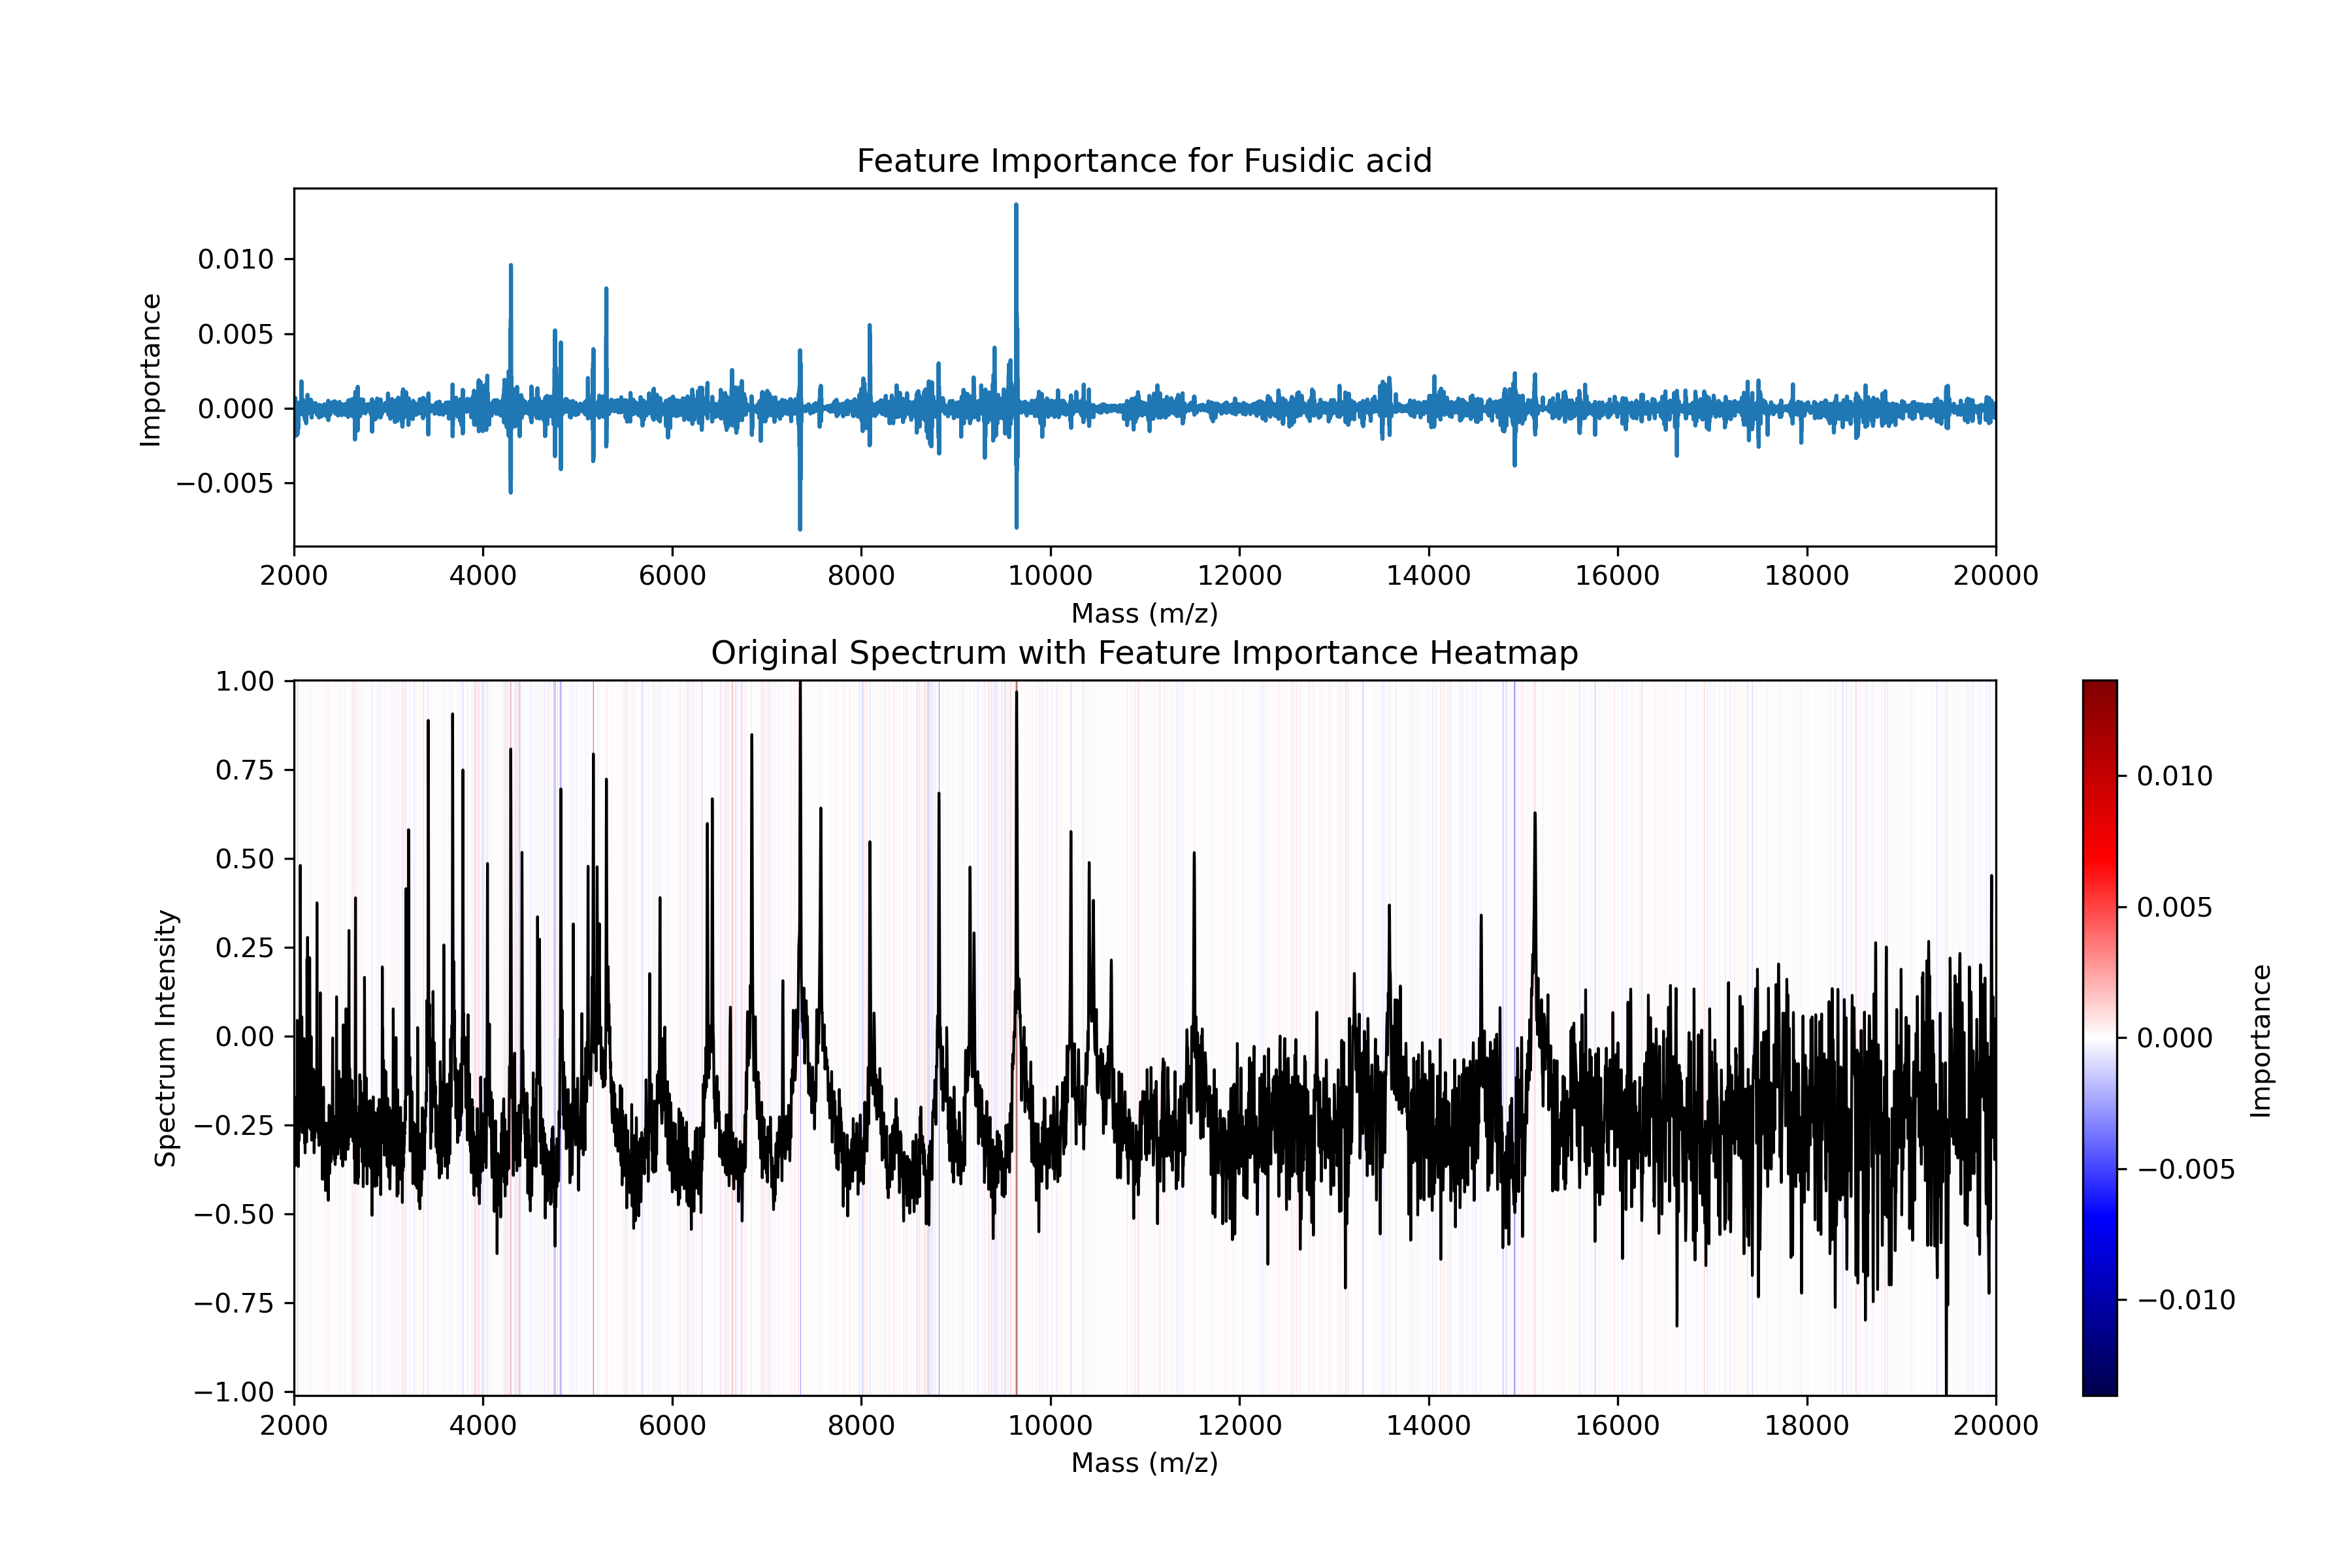 Feature Importance for Fusidic acid
Importance
0.010
0.005
0.000
−0.005
2000 4000 6000 8000 10000 12000 14000 16000 18000 20000
Mass (m/z)
Original Spectrum with Feature Importance Heatmap
Spectrum Intensity
1.00
0.75
0.50
0.25
0.00
−0.25
−0.50
−0.75
−1.00
2000 4000 6000 8000 10000 12000 14000 16000 18000 20000
Mass (m/z)
0.010
0.005
0.000
−0.005
−0.010
Importance